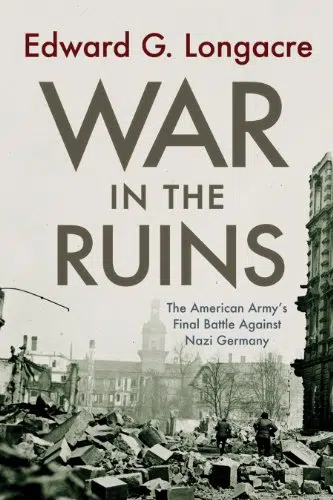 Edward G. Longacre
WAR
IN THE
RUINS
The American Army's
Final Battle Against
Nazi Germany